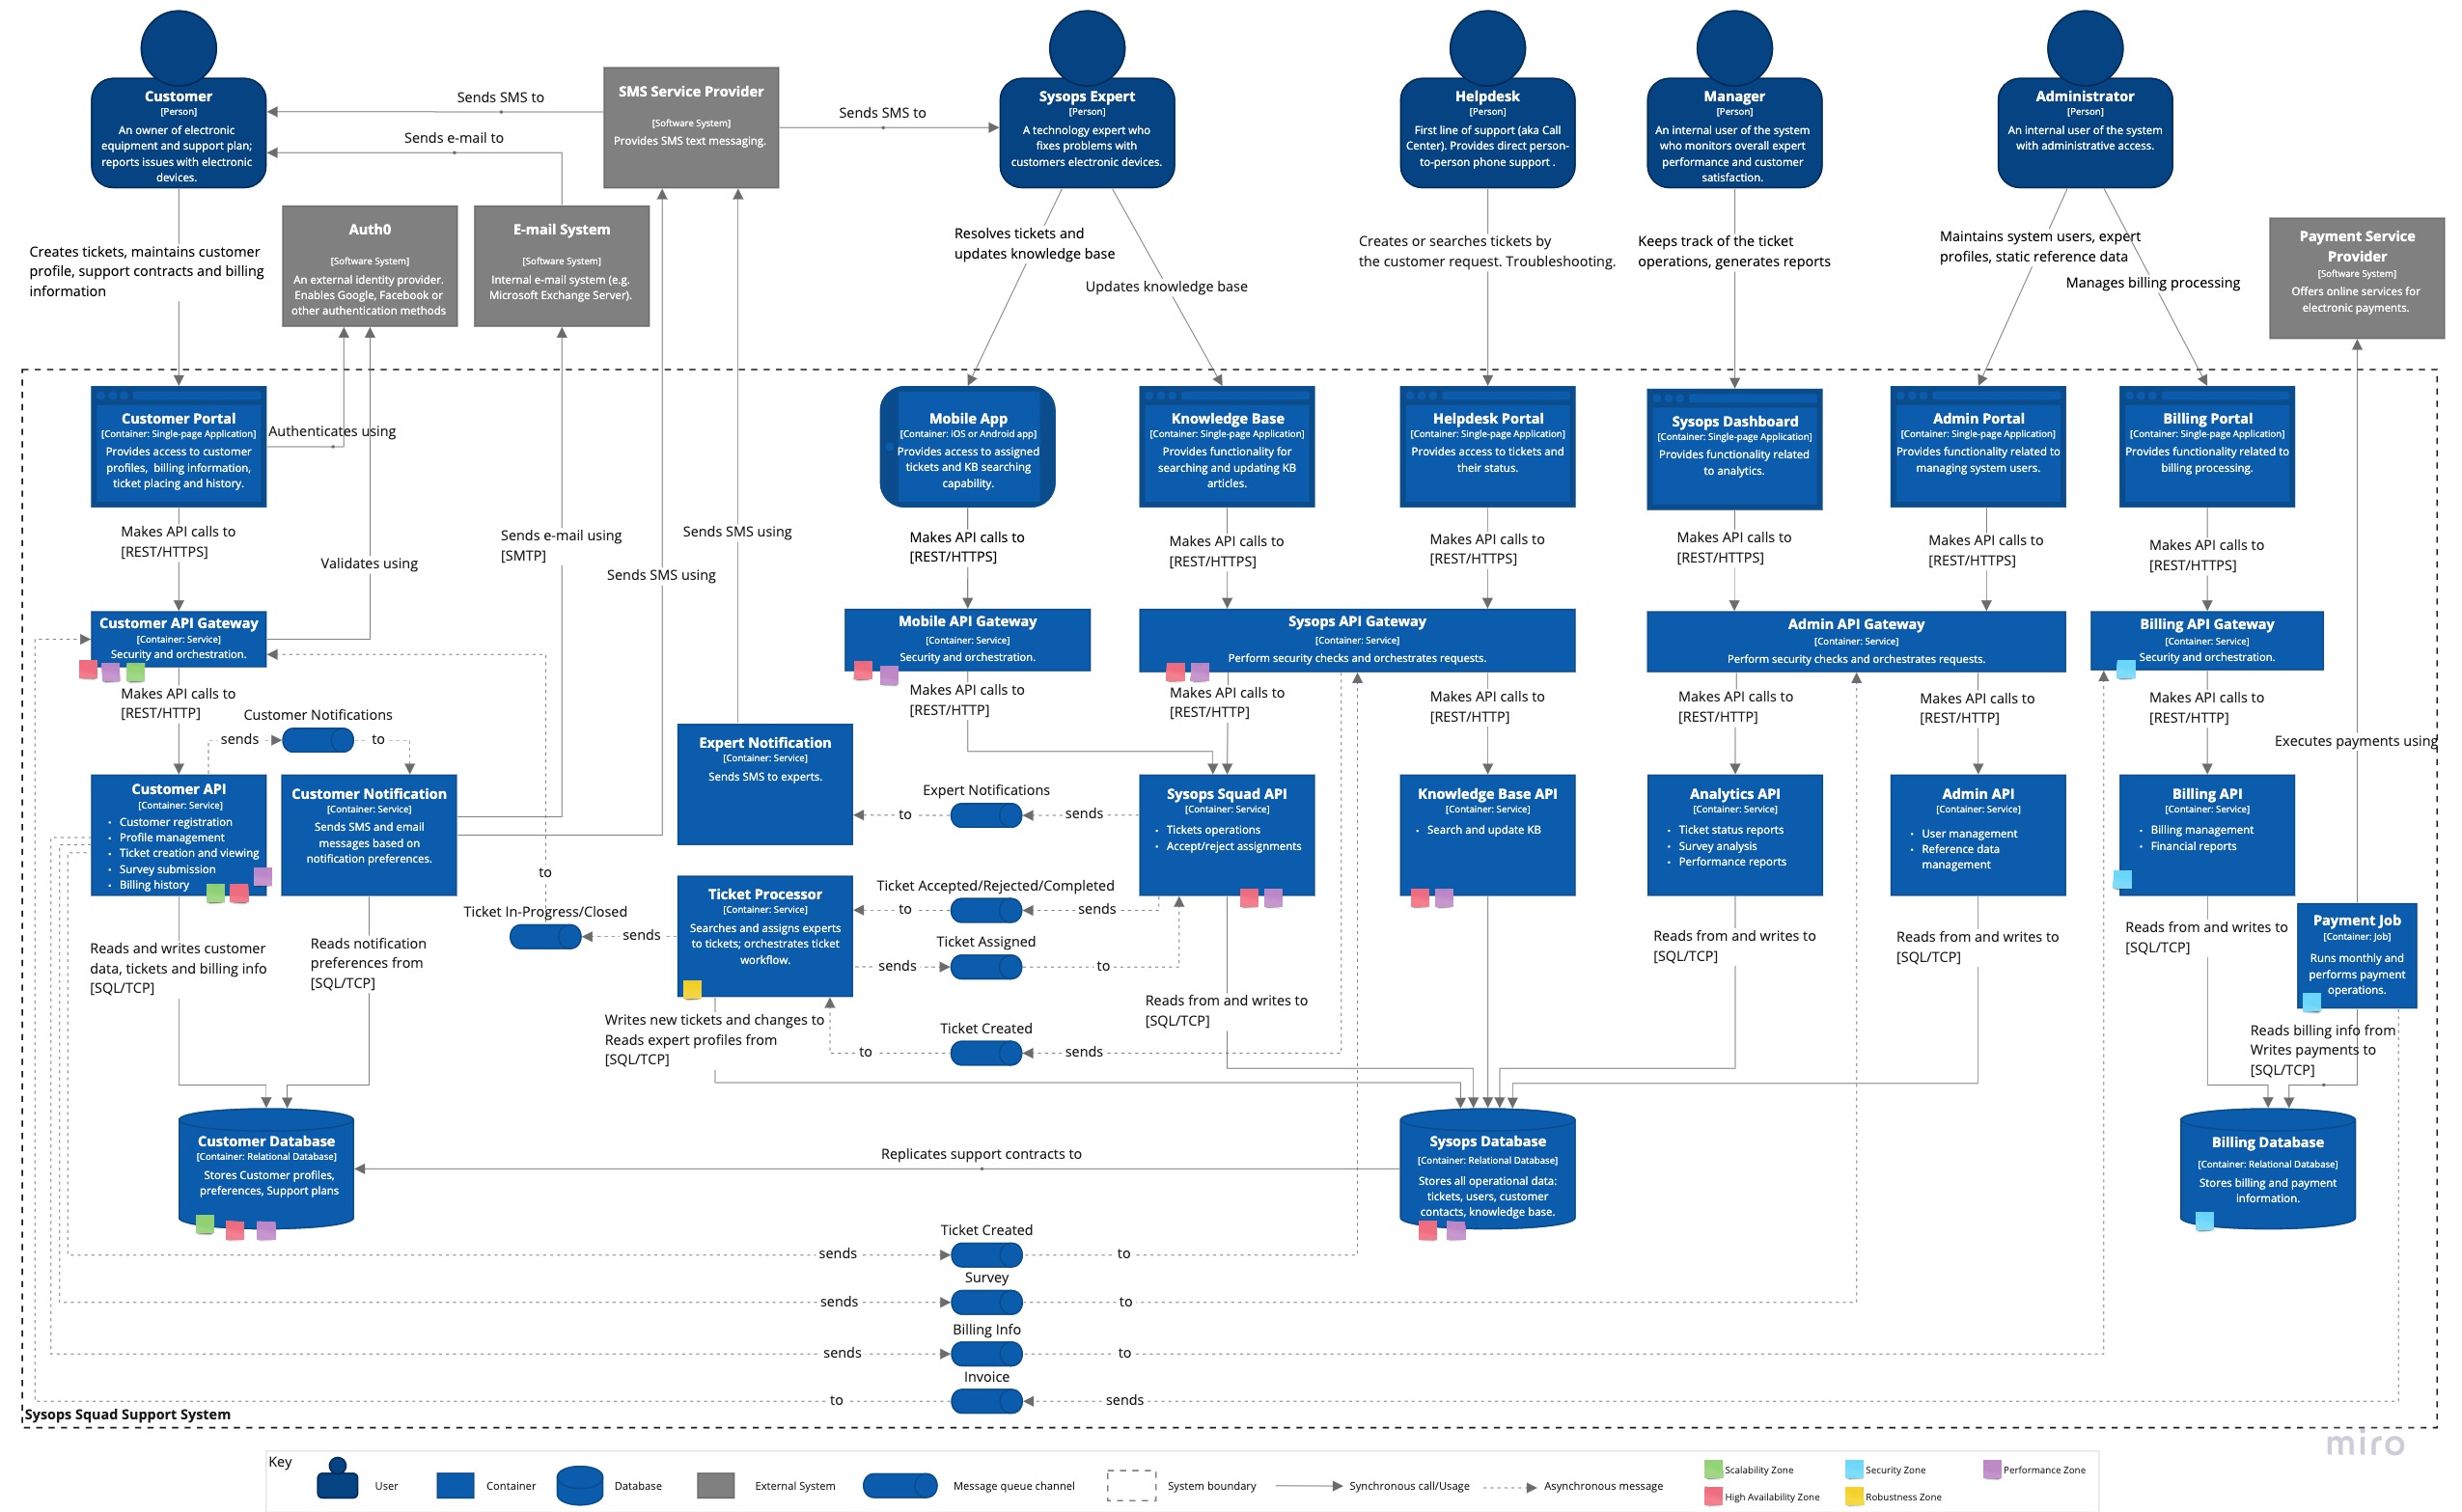 Customer
[Person]
An owner of electronic
equipment and support plan;
reports issues with electronic
devices.
Sends SMS to
Sends e-mail to
SMS Service Provider
[Software System]
Provides SMS text messaging.
Sends SMS to
Sysops Expert
[Person]
A technology expert who
fixes problems with
customers electronic devices.
Helpdesk
[Person]
First line of support (aka Call
Center). Provides direct person-
to-person phone support .
Manager
[Person]
An internal user of the system
who monitors overall expert
performance and customer
satisfaction.
Administrator
[Person]
An internal user of the system
with administrative access.
Creates tickets, maintains customer
profile, support contracts and billing
information
Auth0
[Software System]
An external identity provider.
Enables Google, Facebook or
other authentication methods
E-mail System
[Software System]
Internal e-mail system (e.g.
Microsoft Exchange Server).
Resolves tickets and
updates knowledge base
Updates knowledge base
Creates or searches tickets by
the customer request. Troubleshooting.
Keeps track of the ticket
operations, generates reports
Maintains system users, expert
profiles, static reference data
Manages billing processing
Payment Service
Provider
[Software System]
Offers online services for
electronic payments.
Customer Portal
[Container: Single-page Application]
Provides access to customer
profiles, billing information,
ticket placing and history.
Authenticates using
Mobile App
[Container: iOS or Android app]
Provides access to assigned
tickets and KB searching
capability.
Knowledge Base
[Container: Single-page Application]
Provides functionality for
searching and updating KB
articles.
Helpdesk Portal
[Container: Single-page Application]
Provides access to tickets and
their status.
Sysops Dashboard
[Container: Single-page Application]
Provides functionality related
to analytics.
Admin Portal
[Container: Single-page Application]
Provides functionality related to
managing system users.
Billing Portal
[Container: Single-page Application]
Provides functionality related to
billing processing.
Makes API calls to
[REST/HTTPS]
Validates using
Sends e-mail using
[SMTP]
Sends SMS using
Sends SMS using
Makes API calls to
[REST/HTTPS]
Makes API calls to
[REST/HTTPS]
Makes API calls to
[REST/HTTPS]
Makes API calls to
[REST/HTTPS]
Makes API calls to
[REST/HTTPS]
Makes API calls to
[REST/HTTPS]
Customer API Gateway
[Container: Service]
Security and orchestration.
Mobile API Gateway
[Container: Service]
Security and orchestration.
Sysops API Gateway
[Container: Service]
Perform security checks and orchestrates requests.
Admin API Gateway
[Container: Service]
Perform security checks and orchestrates requests.
Billing API Gateway
[Container: Service]
Security and orchestration.
Makes API calls to
[REST/HTTP]
Customer Notifications
sends
to
Makes API calls to
[REST/HTTP]
Makes API calls to
[REST/HTTP]
Makes API calls to
[REST/HTTP]
Makes API calls to
[REST/HTTP]
Makes API calls to
[REST/HTTP]
Makes API calls to
[REST/HTTP]
Executes payments using
Customer API
[Container: Service]
• Customer registration
• Profile management
• Ticket creation and viewing
• Survey submission
• Billing history
Customer Notification
[Container: Service]
Sends SMS and email
messages based on
notification preferences.
Expert Notification
[Container: Service]
Sends SMS to experts.
Expert Notifications
to
sends
Sysops Squad API
[Container: Service]
• Tickets operations
• Accept/reject assignments
Knowledge Base API
[Container: Service]
• Search and update KB
Analytics API
[Container: Service]
• Ticket status reports
• Survey analysis
• Performance reports
Admin API
[Container: Service]
• User management
• Reference data
management
Billing API
[Container: Service]
• Billing management
• Financial reports
to
Ticket In-Progress/Closed
sends
Ticket Processor
[Container: Service]
Searches and assigns experts
to tickets; orchestrates ticket
workflow.
Ticket Accepted/Rejected/Completed
to
sends
Ticket Assigned
sends
to
Ticket Created
to
sends
Payment Job
[Container: Job]
Runs monthly and
performs payment
operations.
Reads and writes customer
data, tickets and billing info
[SQL/TCP]
Reads notification
preferences from
[SQL/TCP]
Writes new tickets and changes to
Reads expert profiles from
[SQL/TCP]
Reads from and writes to
[SQL/TCP]
Reads from and writes to
[SQL/TCP]
Reads from and writes to
[SQL/TCP]
Reads from and writes to
[SQL/TCP]
Reads billing info from
Writes payments to
[SQL/TCP]
Customer Database
[Container: Relational Database]
Stores Customer profiles,
preferences, Support plans
Replicates support contracts to
Sysops Database
[Container: Relational Database]
Stores all operational data:
tickets, users, customer
contacts, knowledge base.
Billing Database
[Container: Relational Database]
Stores billing and payment
information.
Ticket Created
sends
to
Survey
sends
to
Billing Info
sends
to
Invoice
to
sends
Sysops Squad Support System
miro
Key
User
Container
Database
External System
Message queue channel
System boundary
Synchronous call/Usage
Asynchronous message
Scalability Zone
Security Zone
Performance Zone
High Availability Zone
Robustness Zone